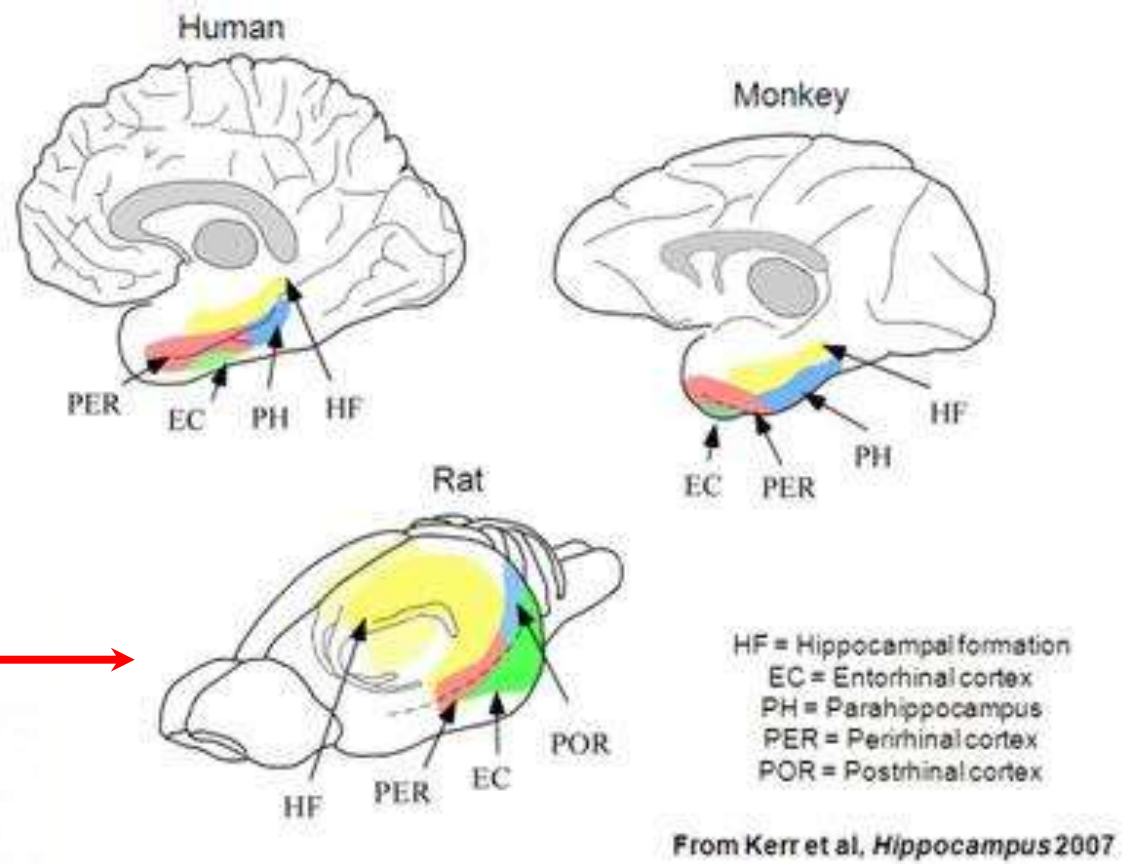 Human
Monkey
PER
EC
PH
HF
HF
PH
EC
PER
Rat
POR
EC
PER
HF
HF = Hippocampal formation
EC = Entorhinal cortex
PH = Parahippocampus
PER = Perirhinal cortex
POR = Postrhinal cortex
From Kerr et al, Hippocampus 2007